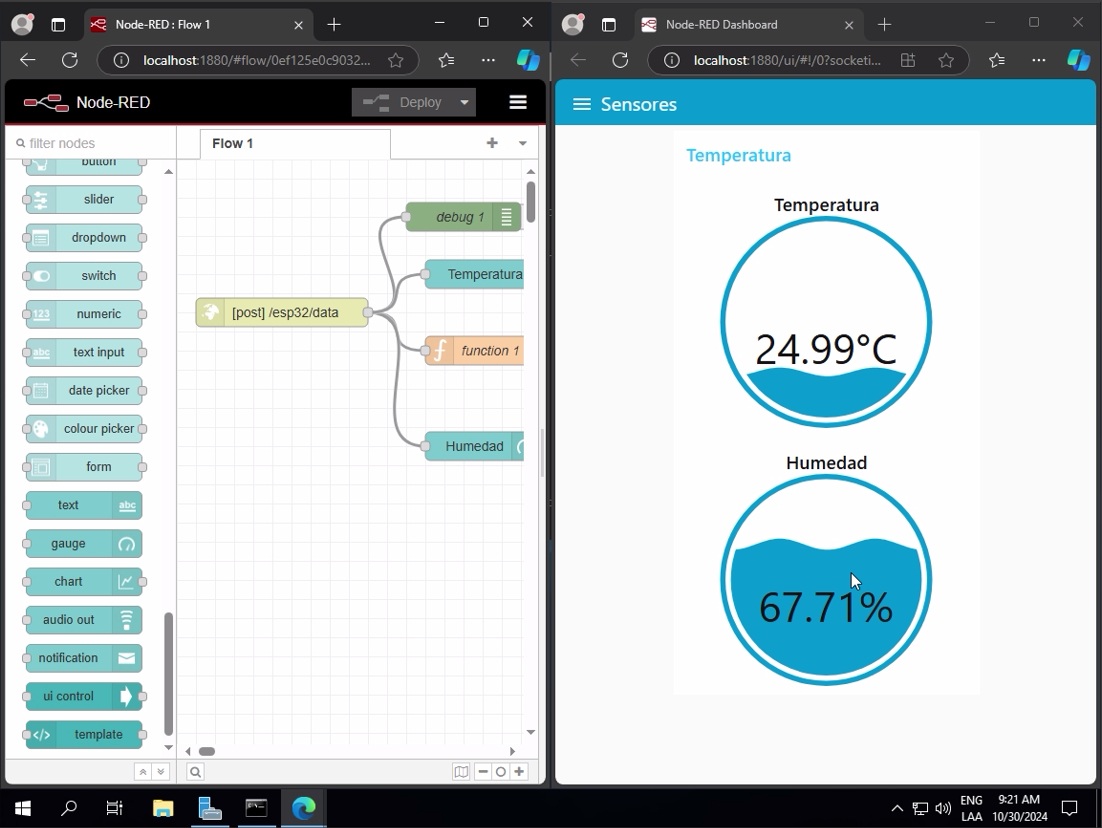 Node-RED : Flow 1
localhost:1880/#flow/0ef125e0c9032...
Node-RED
Deploy
filter nodes
Flow 1
button
slider
dropdown
switch
123
numeric
abc
text input
date picker
colour picker
form
text
abc
gauge
chart
audio out
notification
ui control
</>
template
debug 1
Temperatura
[post] /esp32/data
function 1
Humedad
Node-RED Dashboard
localhost:1880/ui/#!/0?socketi...
Sensores
Temperatura
Temperatura
24.99°C
Humedad
67.71%
ENG
LAA
9:21 AM
10/30/2024